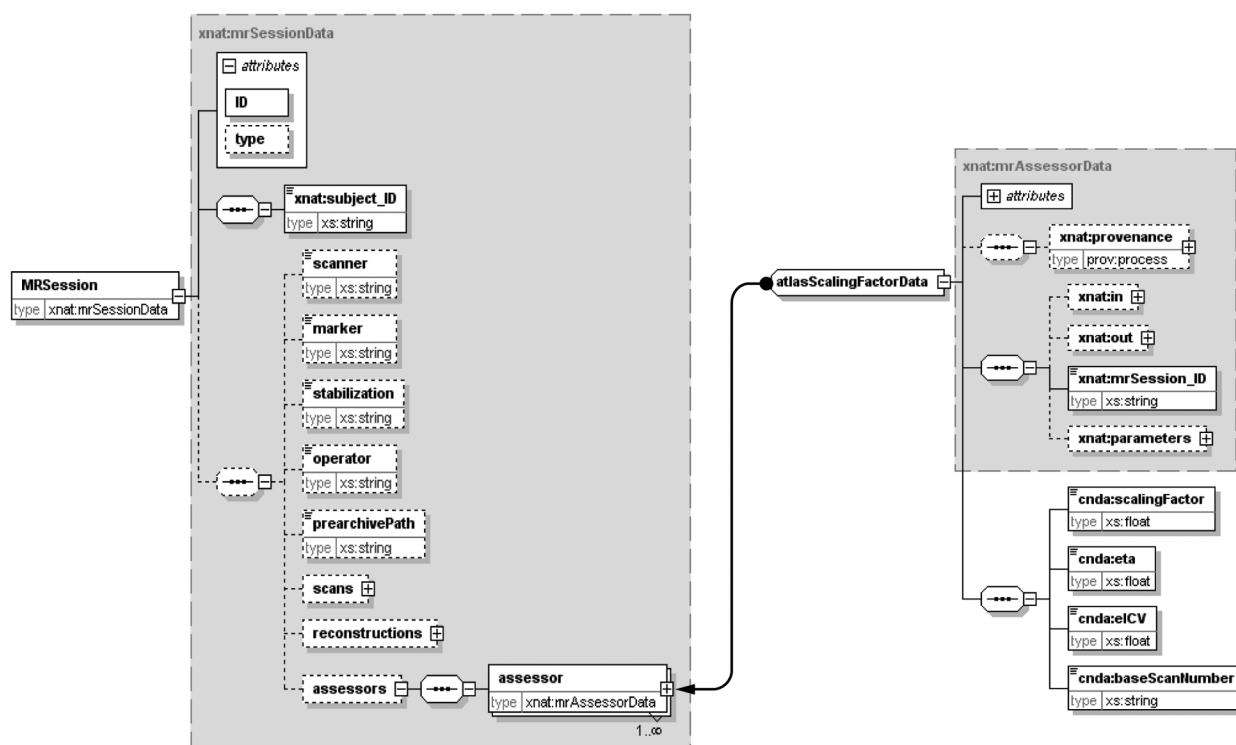 xnat:mrSessionData
attributes
ID
type
xnat:subject_ID
type xs:string
scanner
type xs:string
MRSession
type xnat:mrSessionData
marker
type xs:string
stabilization
type xs:string
operator
type xs:string
prearchivePath
type xs:string
scans
reconstructions
assessors
assessor
type xnat:mrAssessorData
1..∞
atlasScalingFactorData
xnat:mrAssessorData
attributes
xnat:provenance
type prov:process
xnat:in
xnat:out
xnat:mrSession_ID
type xs:string
xnat:parameters
cnda:scalingFactor
type xs:float
cnda:eta
type xs:float
cnda:eICV
type xs:float
cnda:baseScanNumber
type xs:string